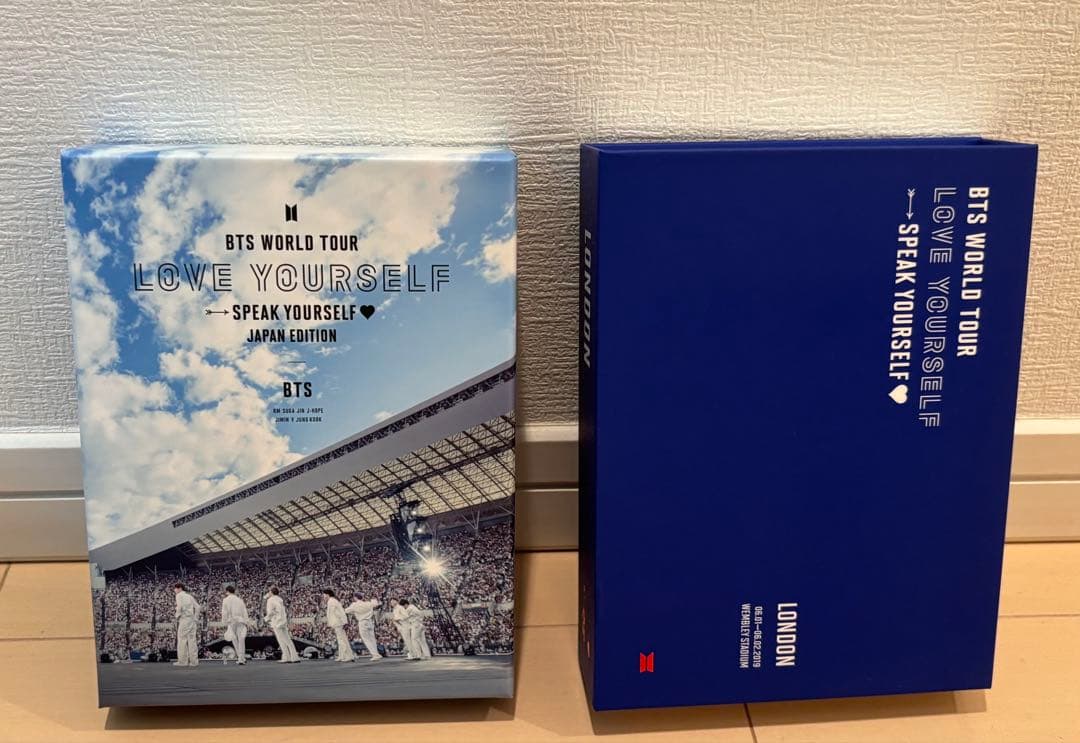 BTS WORLD TOUR
LOVE YOURSELF
SPEAK YOURSELF
JAPAN EDITION
BTS
RM SUGA JIN J-HOPE
JIMIN V JUNG KOOK
LONDON
BTS WORLD TOUR
LOVE YOURSELF
SPEAK YOURSELF
LONDON
06.01—06.02.2019
WEMBLEY STADIUM